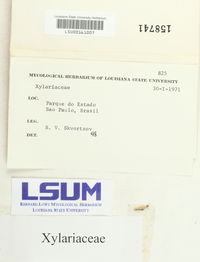 Louisiana State University Herbarium
LSUM00141007
158741
825
MYCOLOGICAL HERBARIUM OF LOUISIANA STATE UNIVERSITY
Xylariaceae
30-I-1971
LOC.
Parque do Estado
Sao Paulo, Brasil
LEG.
B. V. Skvortzov
DET.
LSUM
BERNARD LOWY MYCOLOGICAL HERBARIUM
LOUISIANA STATE UNIVERSITY
Xylariaceae